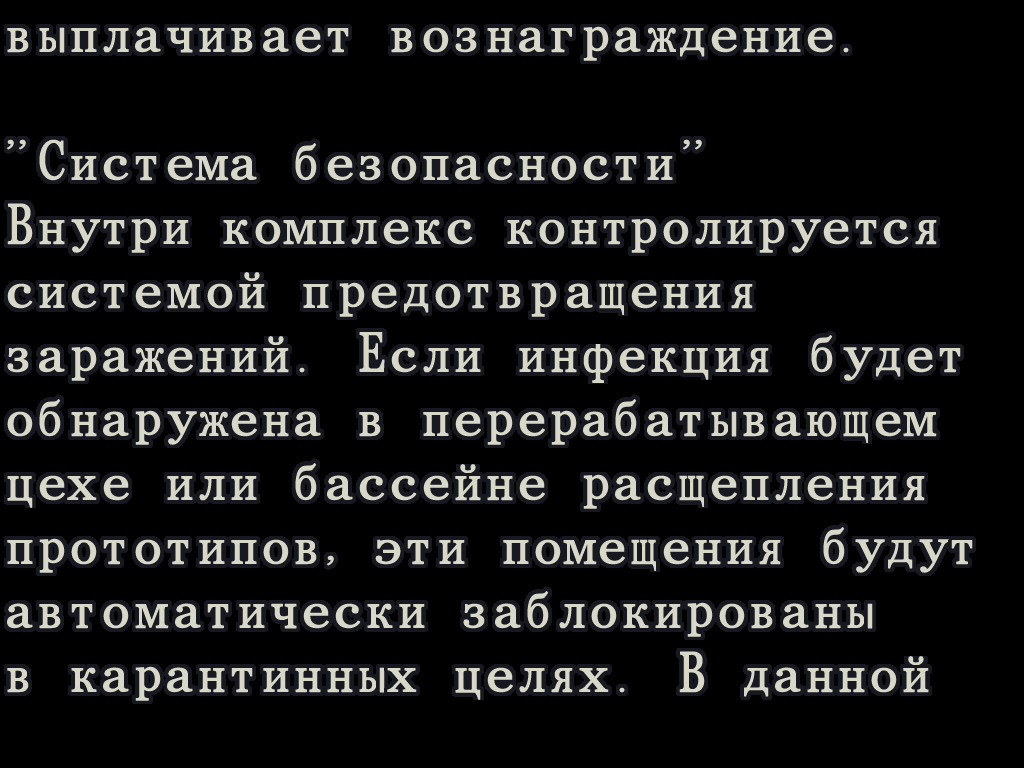 выплачивает вознаграждение.
”Система безопасности”
Внутри комплекс контролируется
системой предотвращения
заражений. Если инфекция будет
обнаружена в перерабатывающем
цехе или бассейне расщепления
прототипов, эти помещения будут
автоматически заблокированы
в карантинных целях. В данной